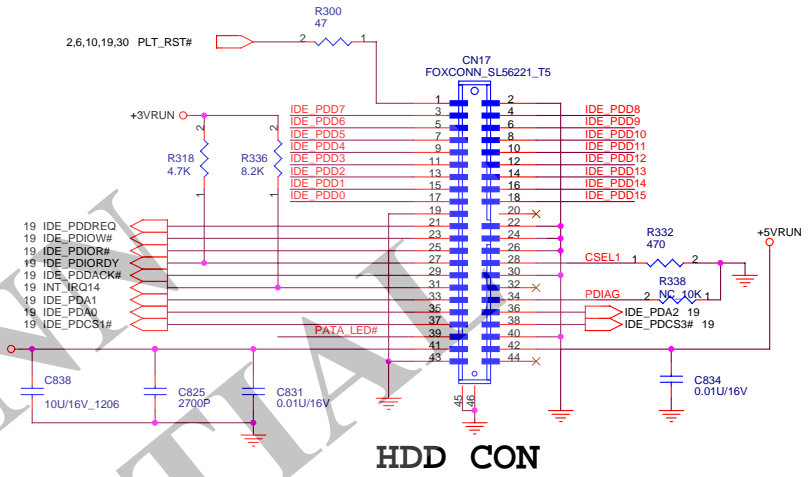 R300
47
2,6,10,19,30 PLT_RST#
2 1
CN17
FOXCONN_SL56221_T5
+3VRUN
R318
4.7K
2
1
R336
8.2K
2
1
1 2
IDE_PDD7 3 4 IDE_PDD8
IDE_PDD6 5 6 IDE_PDD9
IDE_PDD5 7 8 IDE_PDD10
IDE_PDD4 9 10 IDE_PDD11
IDE_PDD3 11 12 IDE_PDD12
IDE_PDD2 13 14 IDE_PDD13
IDE_PDD1 15 16 IDE_PDD14
IDE_PDD0 17 18 IDE_PDD15
19 20
19 IDE_PDDREQ 21 22
19 IDE_PDIOW# 23 24
19 IDE_PDIOR# 25 26
19 IDE_PDIORDY 27 28 CSEL1
19 IDE_PDDACK# 29 30
19 INT_IRQ14 31 32
19 IDE_PDA1 33 34 PDIAG
19 IDE_PDA0 35 36 IDE_PDA2 19
19 IDE_PDCS1# 37 38 IDE_PDCS3# 19
PATA_LED# 39 40
41 42
43 44
45 46
R332
470
1 2
R338
NC_10K
2 1
+5VRUN
C838
10U/16V_1206
C825
2700P
C831
0.01U/16V
C834
0.01U/16V
HDD CON